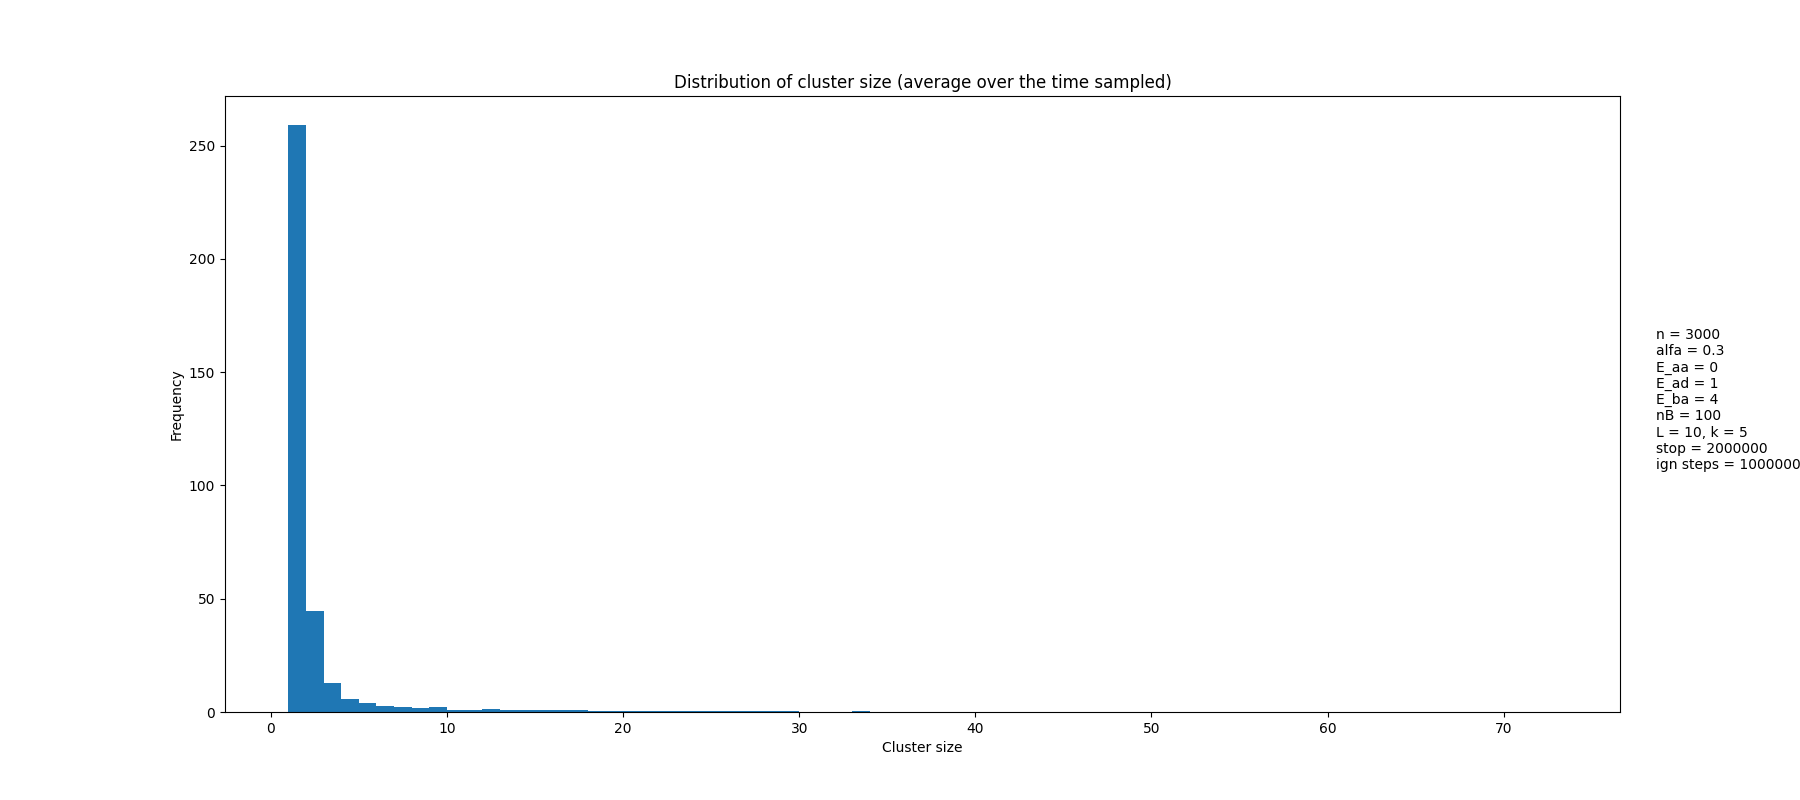 Distribution of cluster size (average over the time sampled)
250
200
150
100
50
0
Frequency
0 10 20 30 40 50 60 70
Cluster size
n = 3000
alfa = 0.3
E_aa = 0
E_ad = 1
E_ba = 4
nB = 100
L = 10, k = 5
stop = 2000000
ign steps = 1000000